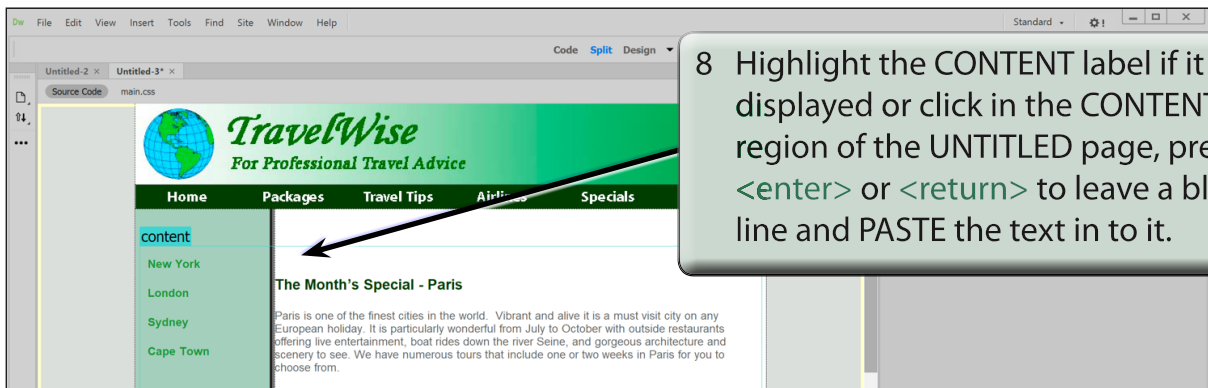 Dw File Edit View Insert Tools Find Site Window Help
Standard
Code Split Design
Untitled-2 × Untitled-3* ×
Source Code main.css
8 Highlight the CONTENT label if it
displayed or click in the CONTENT
region of the UNTITLED page, pre
<enter> or <return> to leave a bl
line and PASTE the text in to it.
TravelWise
For Professional Travel Advice
Home Packages Travel Tips Airlines Specials
content
New York
London
Sydney
Cape Town
The Month's Special - Paris
Paris is one of the finest cities in the world. Vibrant and alive it is a must visit city on any
European holiday. It is particularly wonderful from July to October with outside restaurants
offering live entertainment, boat rides down the river Seine, and gorgeous architecture and
scenery to see. We have numerous tours that include one or two weeks in Paris for you to
choose from.